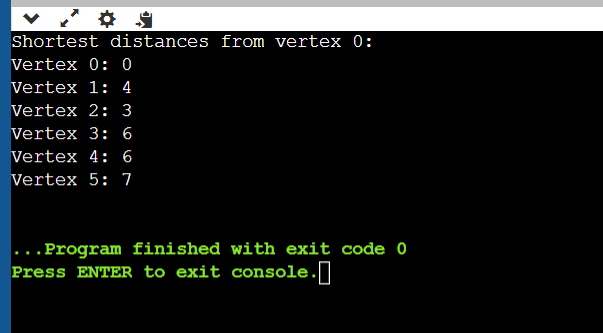 Shortest distances from vertex 0:
Vertex 0: 0
Vertex 1: 4
Vertex 2: 3
Vertex 3: 6
Vertex 4: 6
Vertex 5: 7
...Program finished with exit code 0
Press ENTER to exit console.